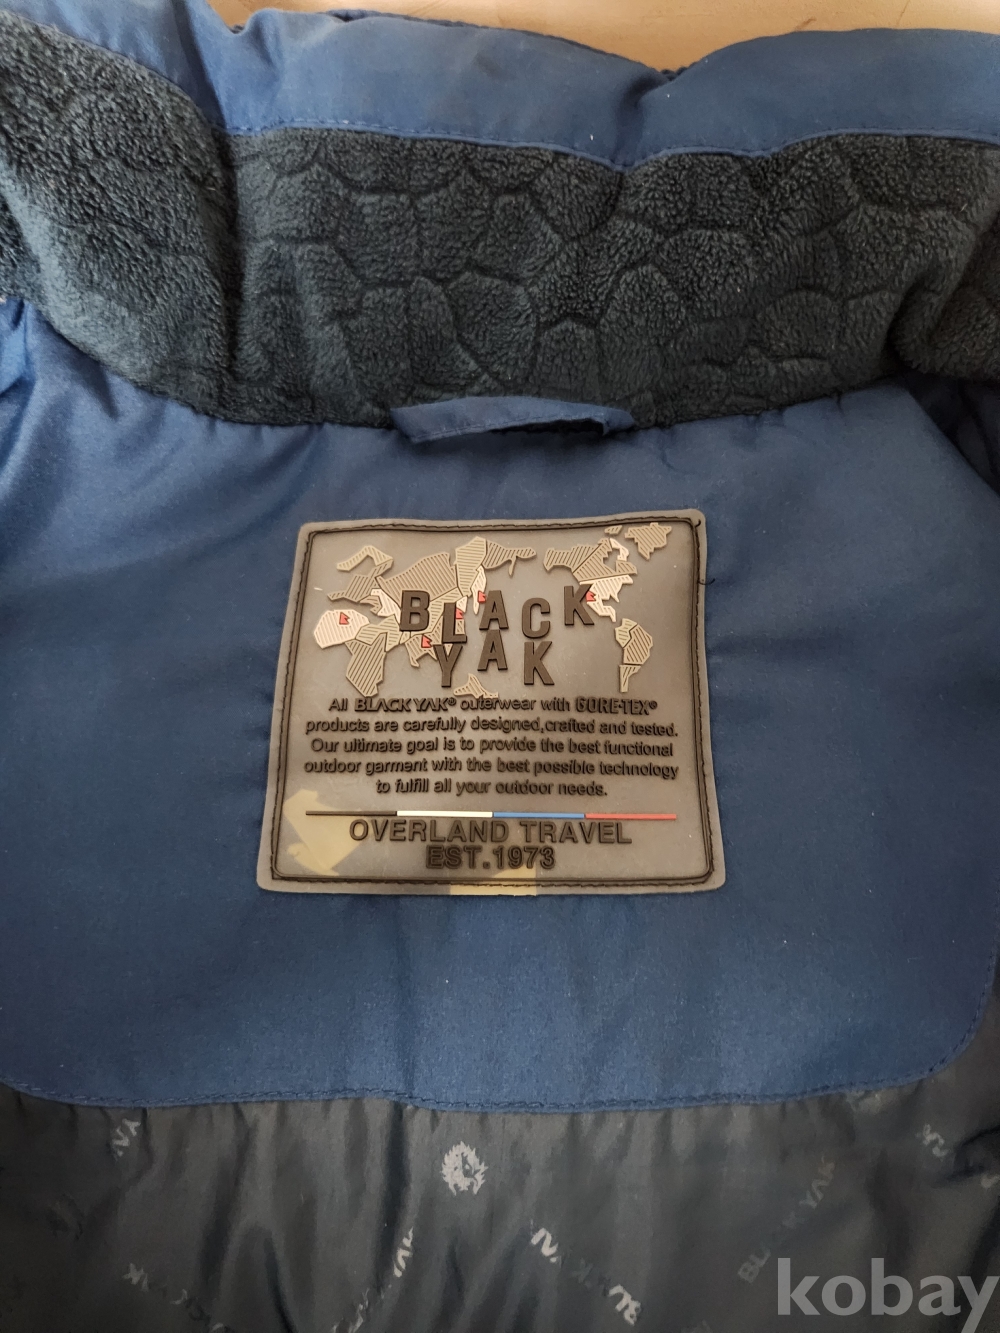 BLACK
YAK
All BLACKYAK® outerwear with GORE-TEX®
products are carefully designed,crafted and tested.
Our ultimate goal is to provide the best functional
outdoor garment with the best possible technology
to fulfill all your outdoor needs.
OVERLAND TRAVEL
EST.1973
BLACKYAK
kobay